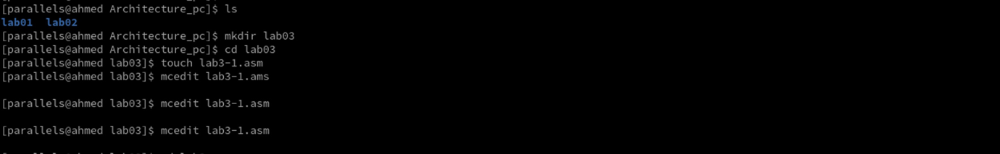 [parallels@ahmed Architecture_pc]$ ls
lab01  lab02
[parallels@ahmed Architecture_pc]$ mkdir lab03
[parallels@ahmed Architecture_pc]$ cd lab03
[parallels@ahmed lab03]$ touch lab3-1.asm
[parallels@ahmed lab03]$ mcedit lab3-1.ams
[parallels@ahmed lab03]$ mcedit lab3-1.asm
[parallels@ahmed lab03]$ mcedit lab3-1.asm